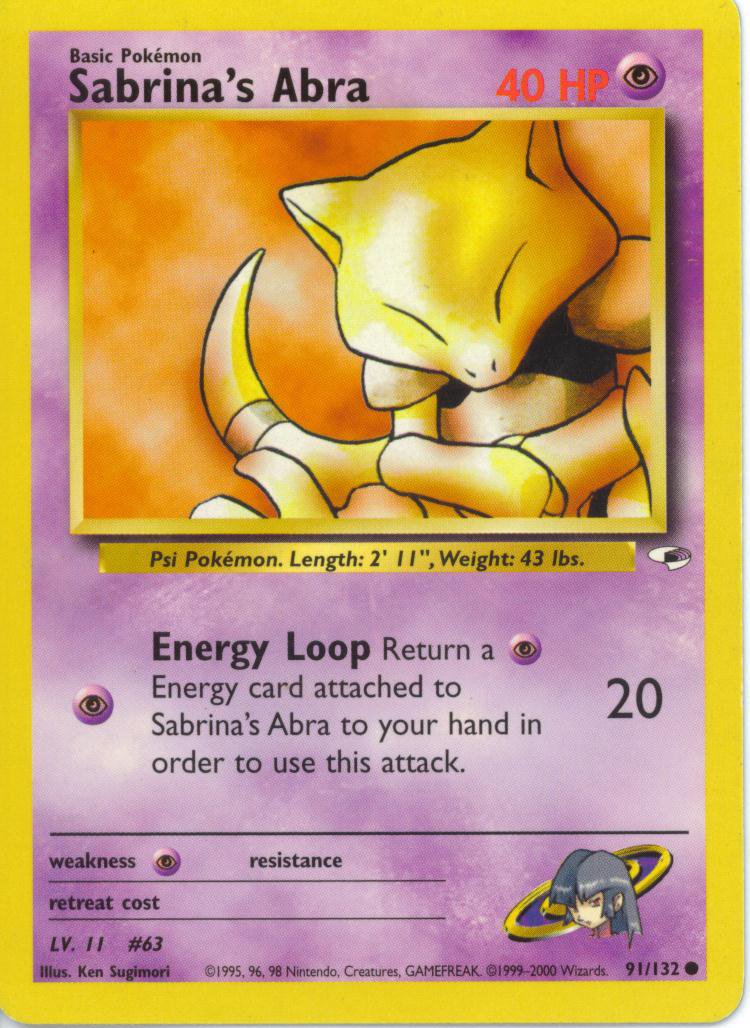 Basic Pokémon
Sabrina's Abra
40 HP
Psi Pokémon. Length: 2' 11", Weight: 43 lbs.
Energy Loop Return a
Energy card attached to
Sabrina's Abra to your hand in
order to use this attack.
20
weakness
resistance
retreat cost
LV. 11 #63
Illus. Ken Sugimori ©1995, 96, 98 Nintendo, Creatures, GAMEFREAK. ©1999–2000 Wizards. 91/132